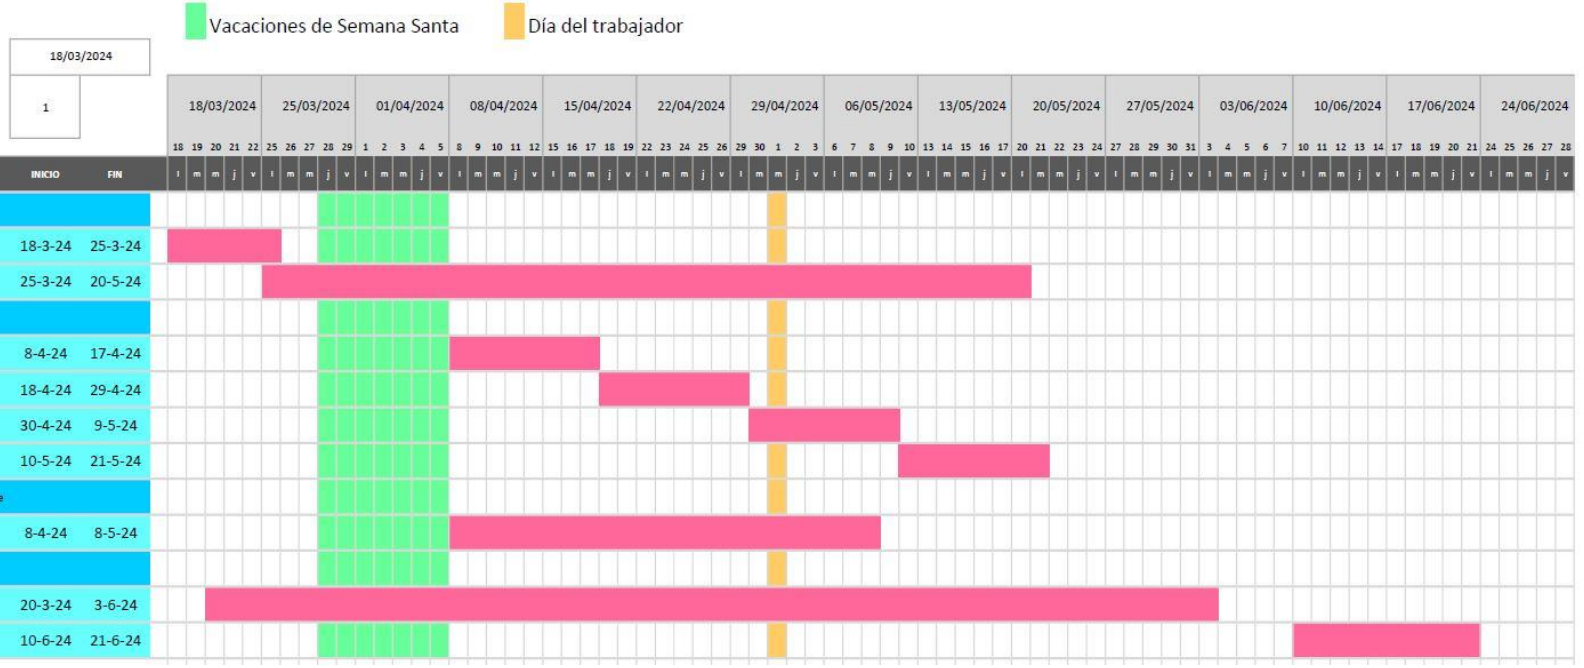 Vacaciones de Semana Santa Día del trabajador
18/03/2024
1 18/03/2024 25/03/2024 01/04/2024 08/04/2024 15/04/2024 22/04/2024 29/04/2024 06/05/2024 13/05/2024 20/05/2024 27/05/2024 03/06/2024 10/06/2024 17/06/2024 24/06/2024
18 19 20 21 22 25 26 27 28 29 1 2 3 4 5 8 9 10 11 12 15 16 17 18 19 22 23 24 25 26 29 30 1 2 3 6 7 8 9 10 13 14 15 16 17 20 21 22 23 24 27 28 29 30 31 3 4 5 6 7 10 11 12 13 14 17 18 19 20 21 24 25 26 27 28
INICIO FIN l m m j v l m m j v l m m j v l m m j v l m m j v l m m j v l m m j v l m m j v l m m j v l m m j v l m m j v l m m j v l m m j v l m m j v l m m j v
18-3-24 25-3-24
25-3-24 20-5-24
8-4-24 17-4-24
18-4-24 29-4-24
30-4-24 9-5-24
10-5-24 21-5-24
e
8-4-24 8-5-24
20-3-24 3-6-24
10-6-24 21-6-24